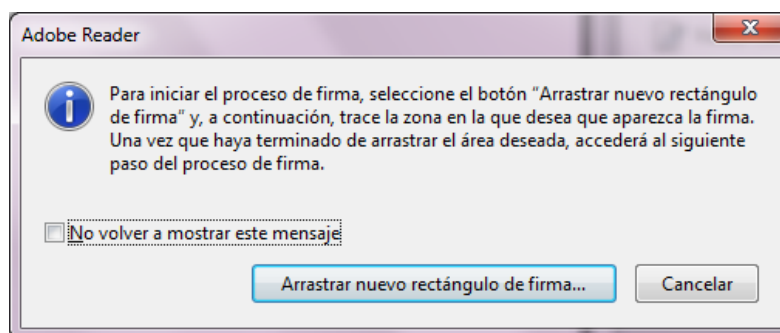 Adobe Reader
Para iniciar el proceso de firma, seleccione el botón "Arrastrar nuevo rectángulo
de firma" y, a continuación, trace la zona en la que desea que aparezca la firma.
Una vez que haya terminado de arrastrar el área deseada, accederá al siguiente
paso del proceso de firma.
No volver a mostrar este mensaje
Arrastrar nuevo rectángulo de firma...
Cancelar